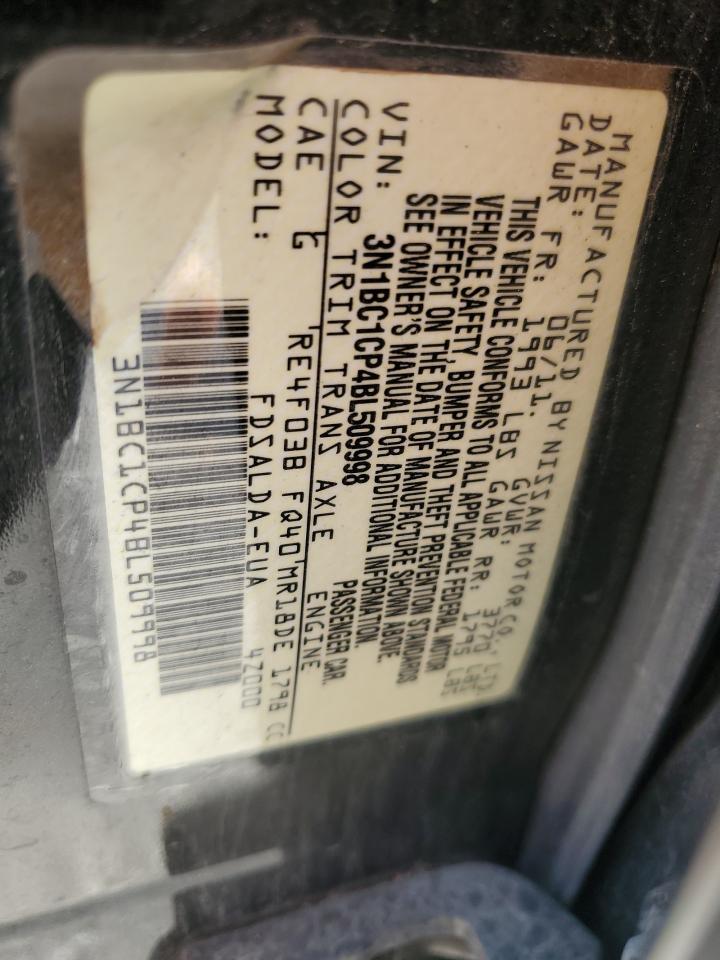 MANUFACTURED BY NISSAN MOTOR CO., LTD.
DATE: 06/11. GVWR: 3770 LBS
GAWR FR: 1993 LBS GAWR RR: 1795 LBS
THIS VEHICLE CONFORMS TO ALL APPLICABLE FEDERAL MOTOR
VEHICLE SAFETY, BUMPER AND THEFT PREVENTION STANDARDS
IN EFFECT ON THE DATE OF MANUFACTURE SHOWN ABOVE.
SEE OWNER'S MANUAL FOR ADDITIONAL INFORMATION.
VIN: 3N1BC1CP4BL509998 PASSENGER CAR.
COLOR TRIM TRANS AXLE ENGINE
CAE G RE4F03B FQ40 MR18DE 1798 CC
MODEL: FDSALDA-EUA 4Z000
3N1BC1CP4BL509998